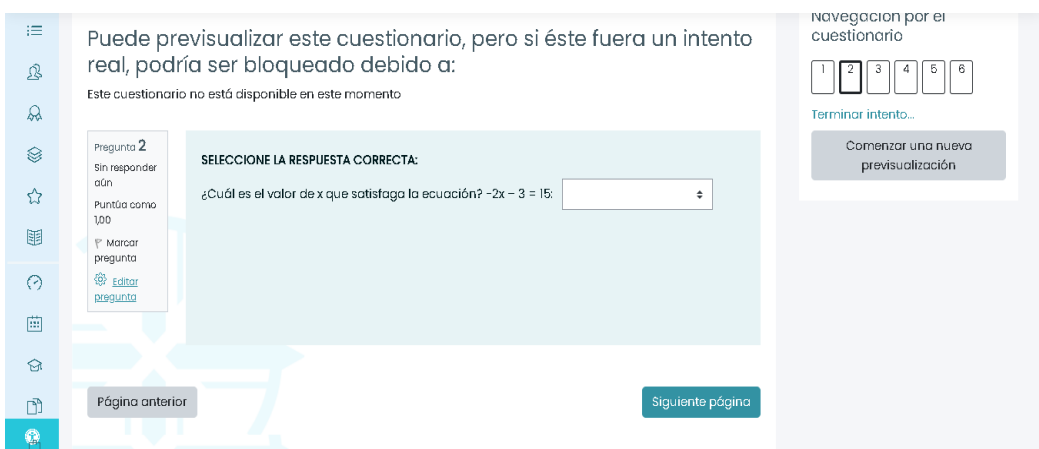 Puede previsualizar este cuestionario, pero si éste fuera un intento
real, podría ser bloqueado debido a:
Este cuestionario no está disponible en este momento
Pregunta 2
Sin responder
aún
Puntúa como
1,00
Marcar
pregunta
Editar
pregunta
SELECCIONE LA RESPUESTA CORRECTA:
¿Cuál es el valor de x que satisfaga la ecuación? -2x – 3 = 15:
Página anterior
Siguiente página
Navegación por el
cuestionario
1 2 3 4 5 6
Terminar intento...
Comenzar una nueva
previsualización